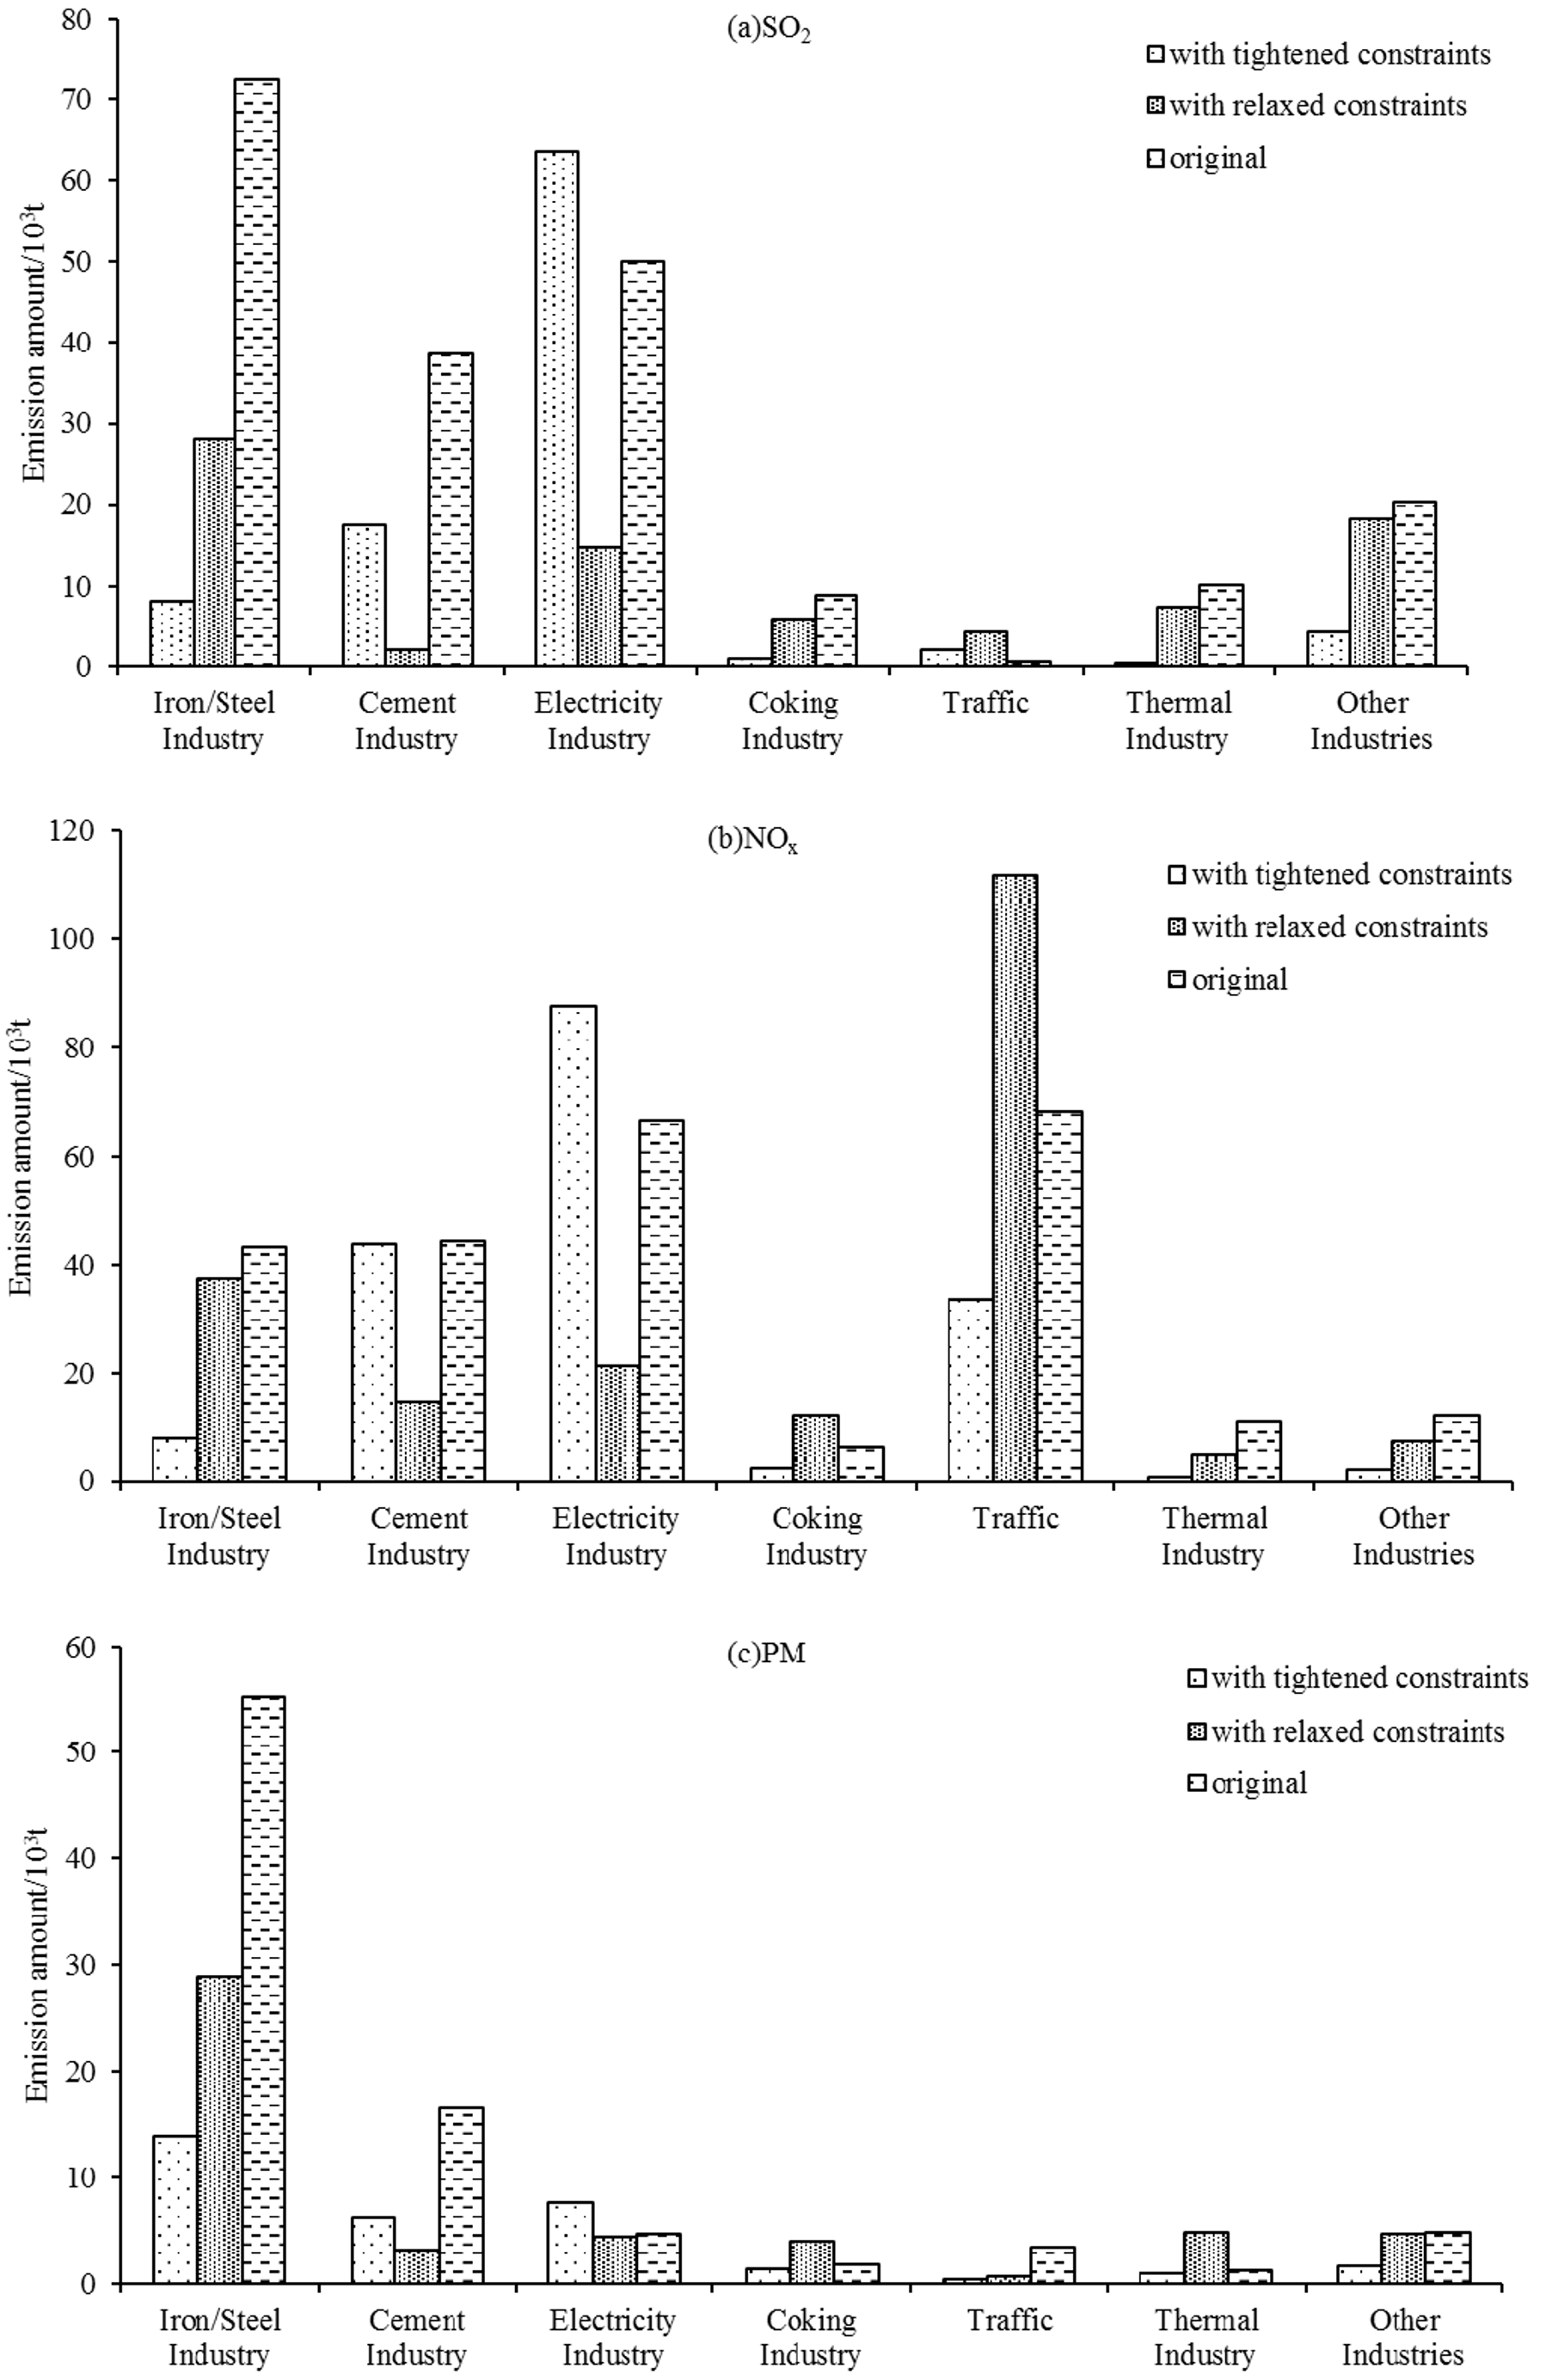 (a)SO₂
with tightened constraints
with relaxed constraints
original
Emission amount/10³t
80
70
60
50
40
30
20
10
0
Iron/Steel Industry
Cement Industry
Electricity Industry
Coking Industry
Traffic
Thermal Industry
Other Industries
(b)NOₓ
with tightened constraints
with relaxed constraints
original
Emission amount/10³t
120
100
80
60
40
20
0
Iron/Steel Industry
Cement Industry
Electricity Industry
Coking Industry
Traffic
Thermal Industry
Other Industries
(c)PM
with tightened constraints
with relaxed constraints
original
Emission amount/10³t
60
50
40
30
20
10
0
Iron/Steel Industry
Cement Industry
Electricity Industry
Coking Industry
Traffic
Thermal Industry
Other Industries